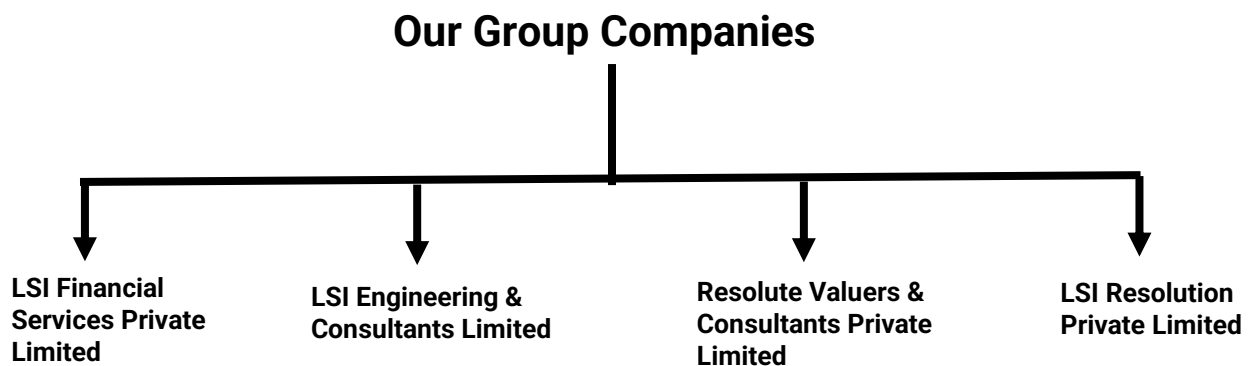 Our Group Companies
LSI Financial
Services Private
Limited
LSI Engineering &
Consultants Limited
Resolute Valuers &
Consultants Private
Limited
LSI Resolution
Private Limited